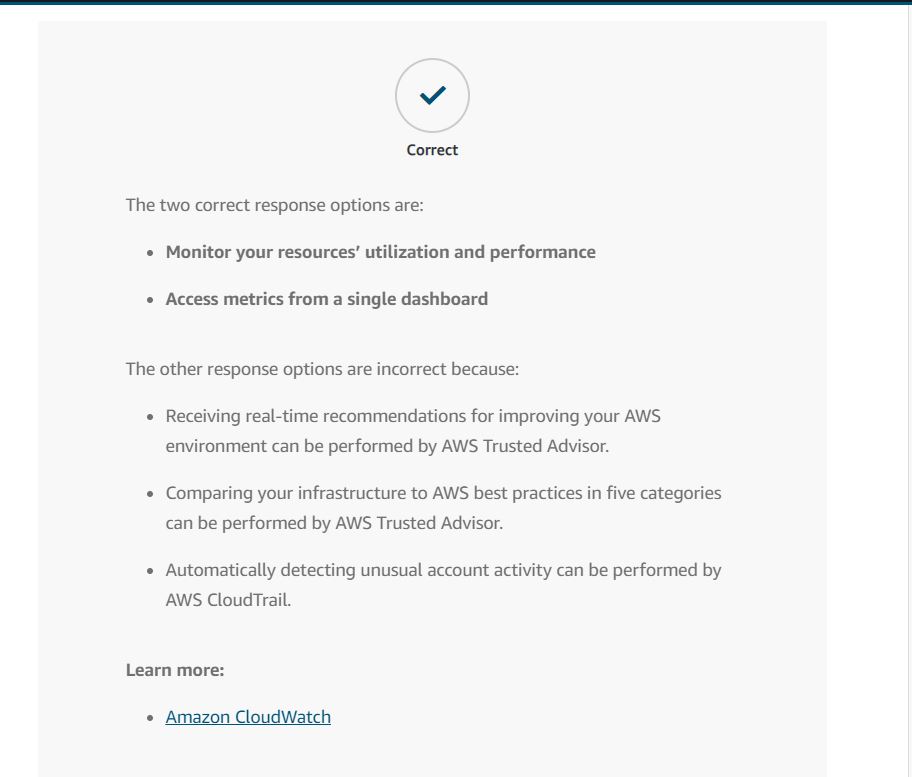 Correct
The two correct response options are:
• Monitor your resources’ utilization and performance
• Access metrics from a single dashboard
The other response options are incorrect because:
• Receiving real-time recommendations for improving your AWS
environment can be performed by AWS Trusted Advisor.
• Comparing your infrastructure to AWS best practices in five categories
can be performed by AWS Trusted Advisor.
• Automatically detecting unusual account activity can be performed by
AWS CloudTrail.
Learn more:
• Amazon CloudWatch